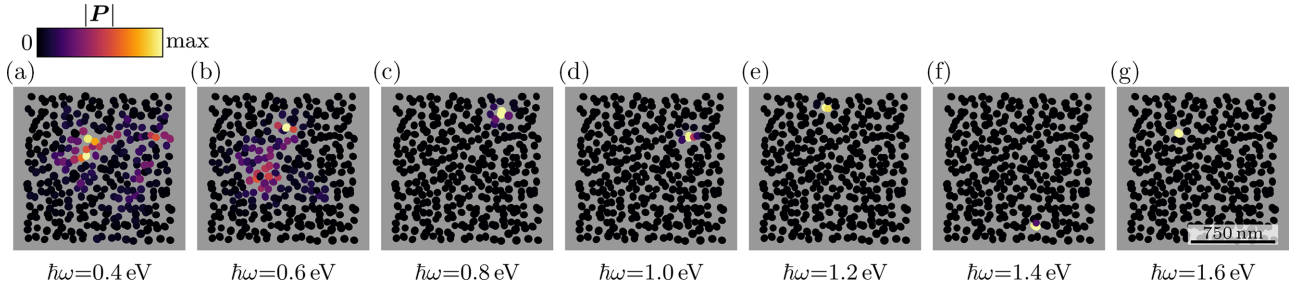 |P|
0 max
(a) (b) (c) (d) (e) (f) (g)
750 nm
ℏω=0.4 eV ℏω=0.6 eV ℏω=0.8 eV ℏω=1.0 eV ℏω=1.2 eV ℏω=1.4 eV ℏω=1.6 eV